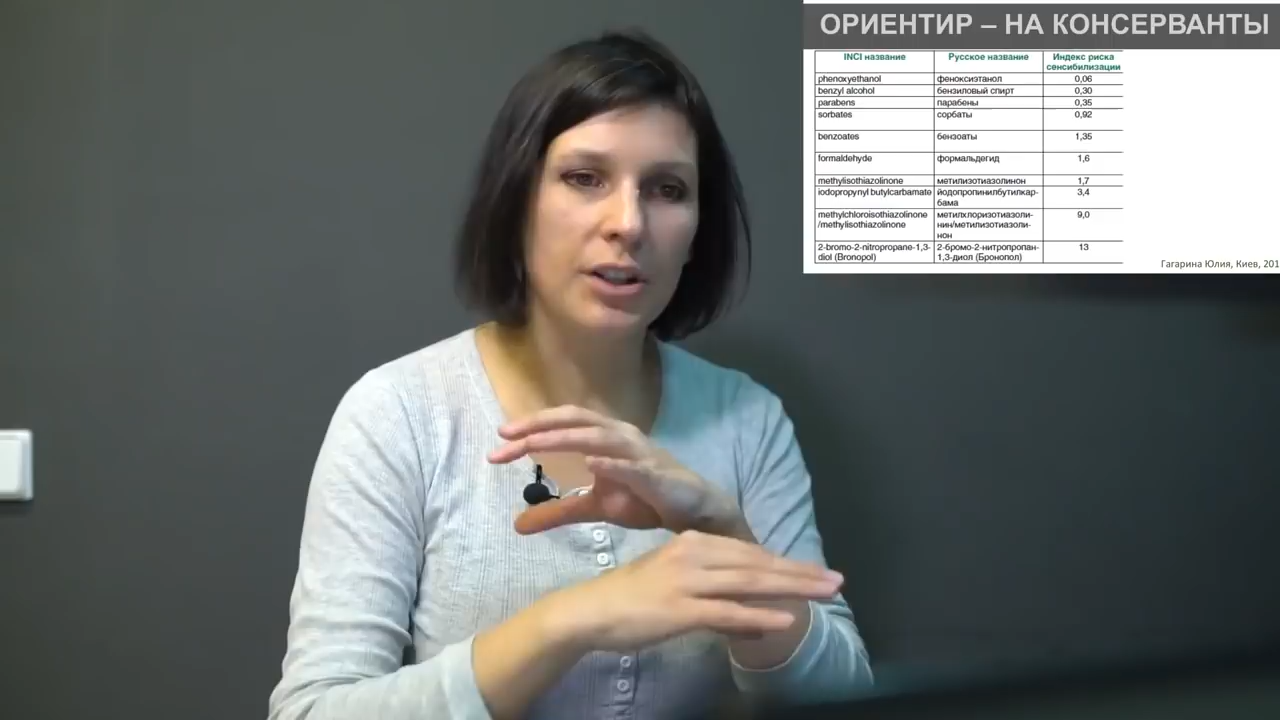 ОРИЕНТИР – НА КОНСЕРВАНТЫ
INCI название Русское название Индекс риска
сенсибилизации
phenoxyethanol феноксиэтанол 0,06
benzyl alcohol бензиловый спирт 0,30
parabens парабены 0,35
sorbates сорбаты 0,92
benzoates бензоаты 1,35
formaldehyde формальдегид 1,6
methylisothiazolinone метилизотиазолинон 1,7
iodopropynyl butylcarbamate йодопропинилбутилкар- 3,4
бама
methylchloroisothiazolinone метилхлоризотиазоли- 9,0
/methylisothiazolinone нин/метилизотиазоли-
нон
2-bromo-2-nitropropane-1,3- 2-бромо-2-нитропропан- 13
diol (Bronopol) 1,3-диол (Бронопол)
Гагарина Юлия, Киев, 201